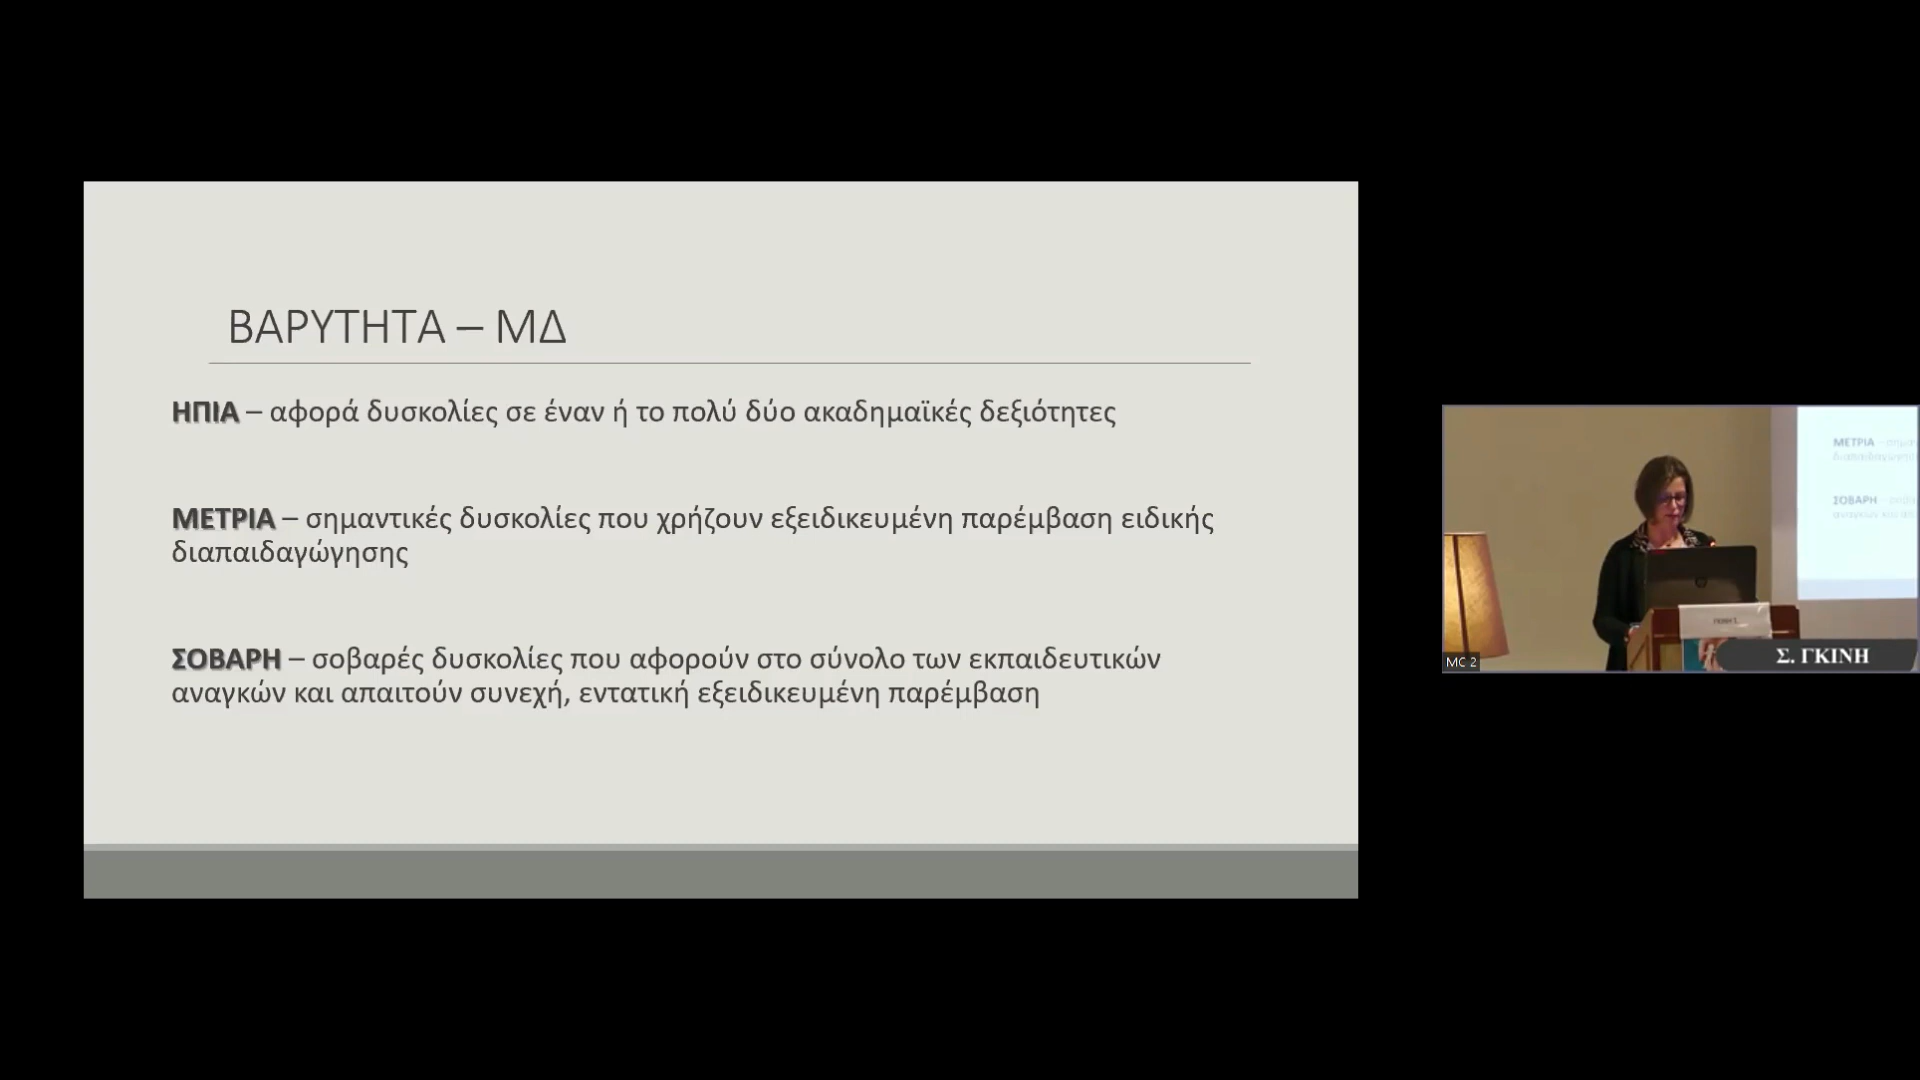 ΒΑΡΥΤΗΤΑ – ΜΔ
ΗΠΙΑ – αφορά δυσκολίες σε έναν ή το πολύ δύο ακαδημαϊκές δεξιότητες
ΜΕΤΡΙΑ – σημαντικές δυσκολίες που χρήζουν εξειδικευμένη παρέμβαση ειδικής
διαπαιδαγώγησης
ΣΟΒΑΡΗ – σοβαρές δυσκολίες που αφορούν στο σύνολο των εκπαιδευτικών
αναγκών και απαιτούν συνεχή, εντατική εξειδικευμένη παρέμβαση
ΜΕΤΡΙΑ
ΣΟΒΑΡΗ
MC 2
Σ. ΓΚΙΝΗ